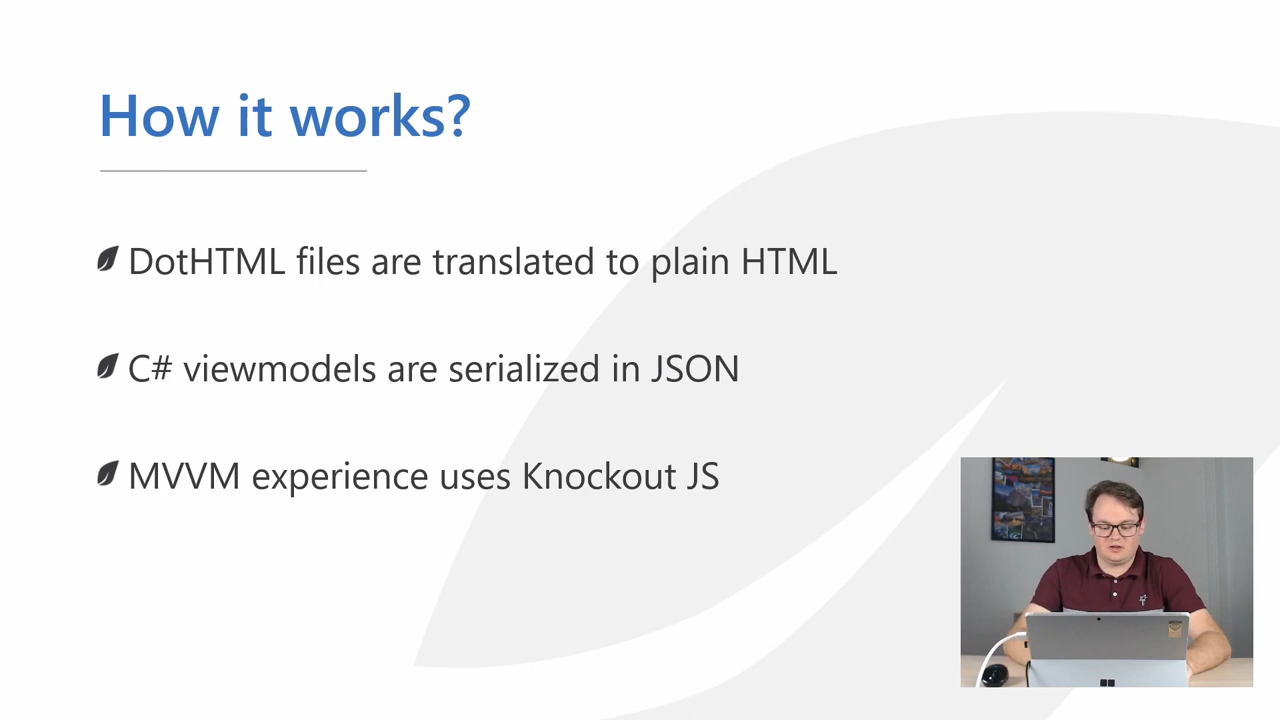 How it works?
DotHTML files are translated to plain HTML
C# viewmodels are serialized in JSON
MVVM experience uses Knockout JS